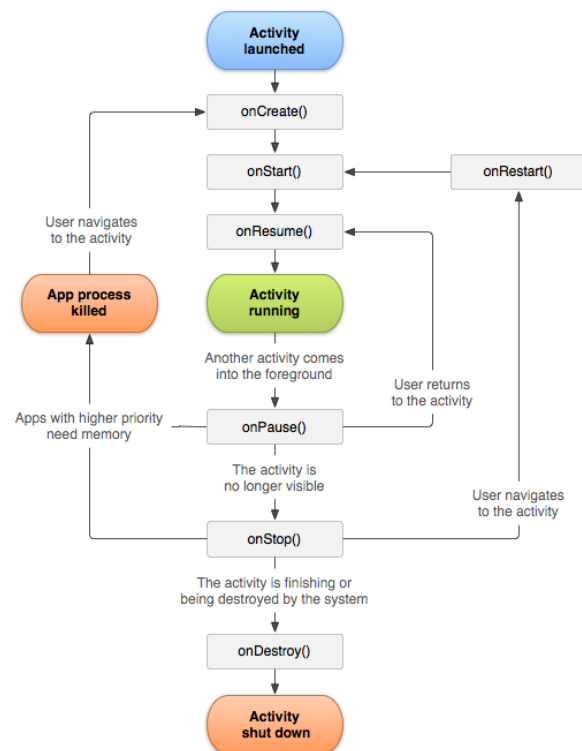 Activity
launched
onCreate()
onStart()
onRestart()
User navigates
to the activity
onResume()
App process
killed
Activity
running
Another activity comes
into the foreground
User returns
to the activity
Apps with higher priority
need memory
onPause()
The activity is
no longer visible
User navigates
to the activity
onStop()
The activity is finishing or
being destroyed by the system
onDestroy()
Activity
shut down